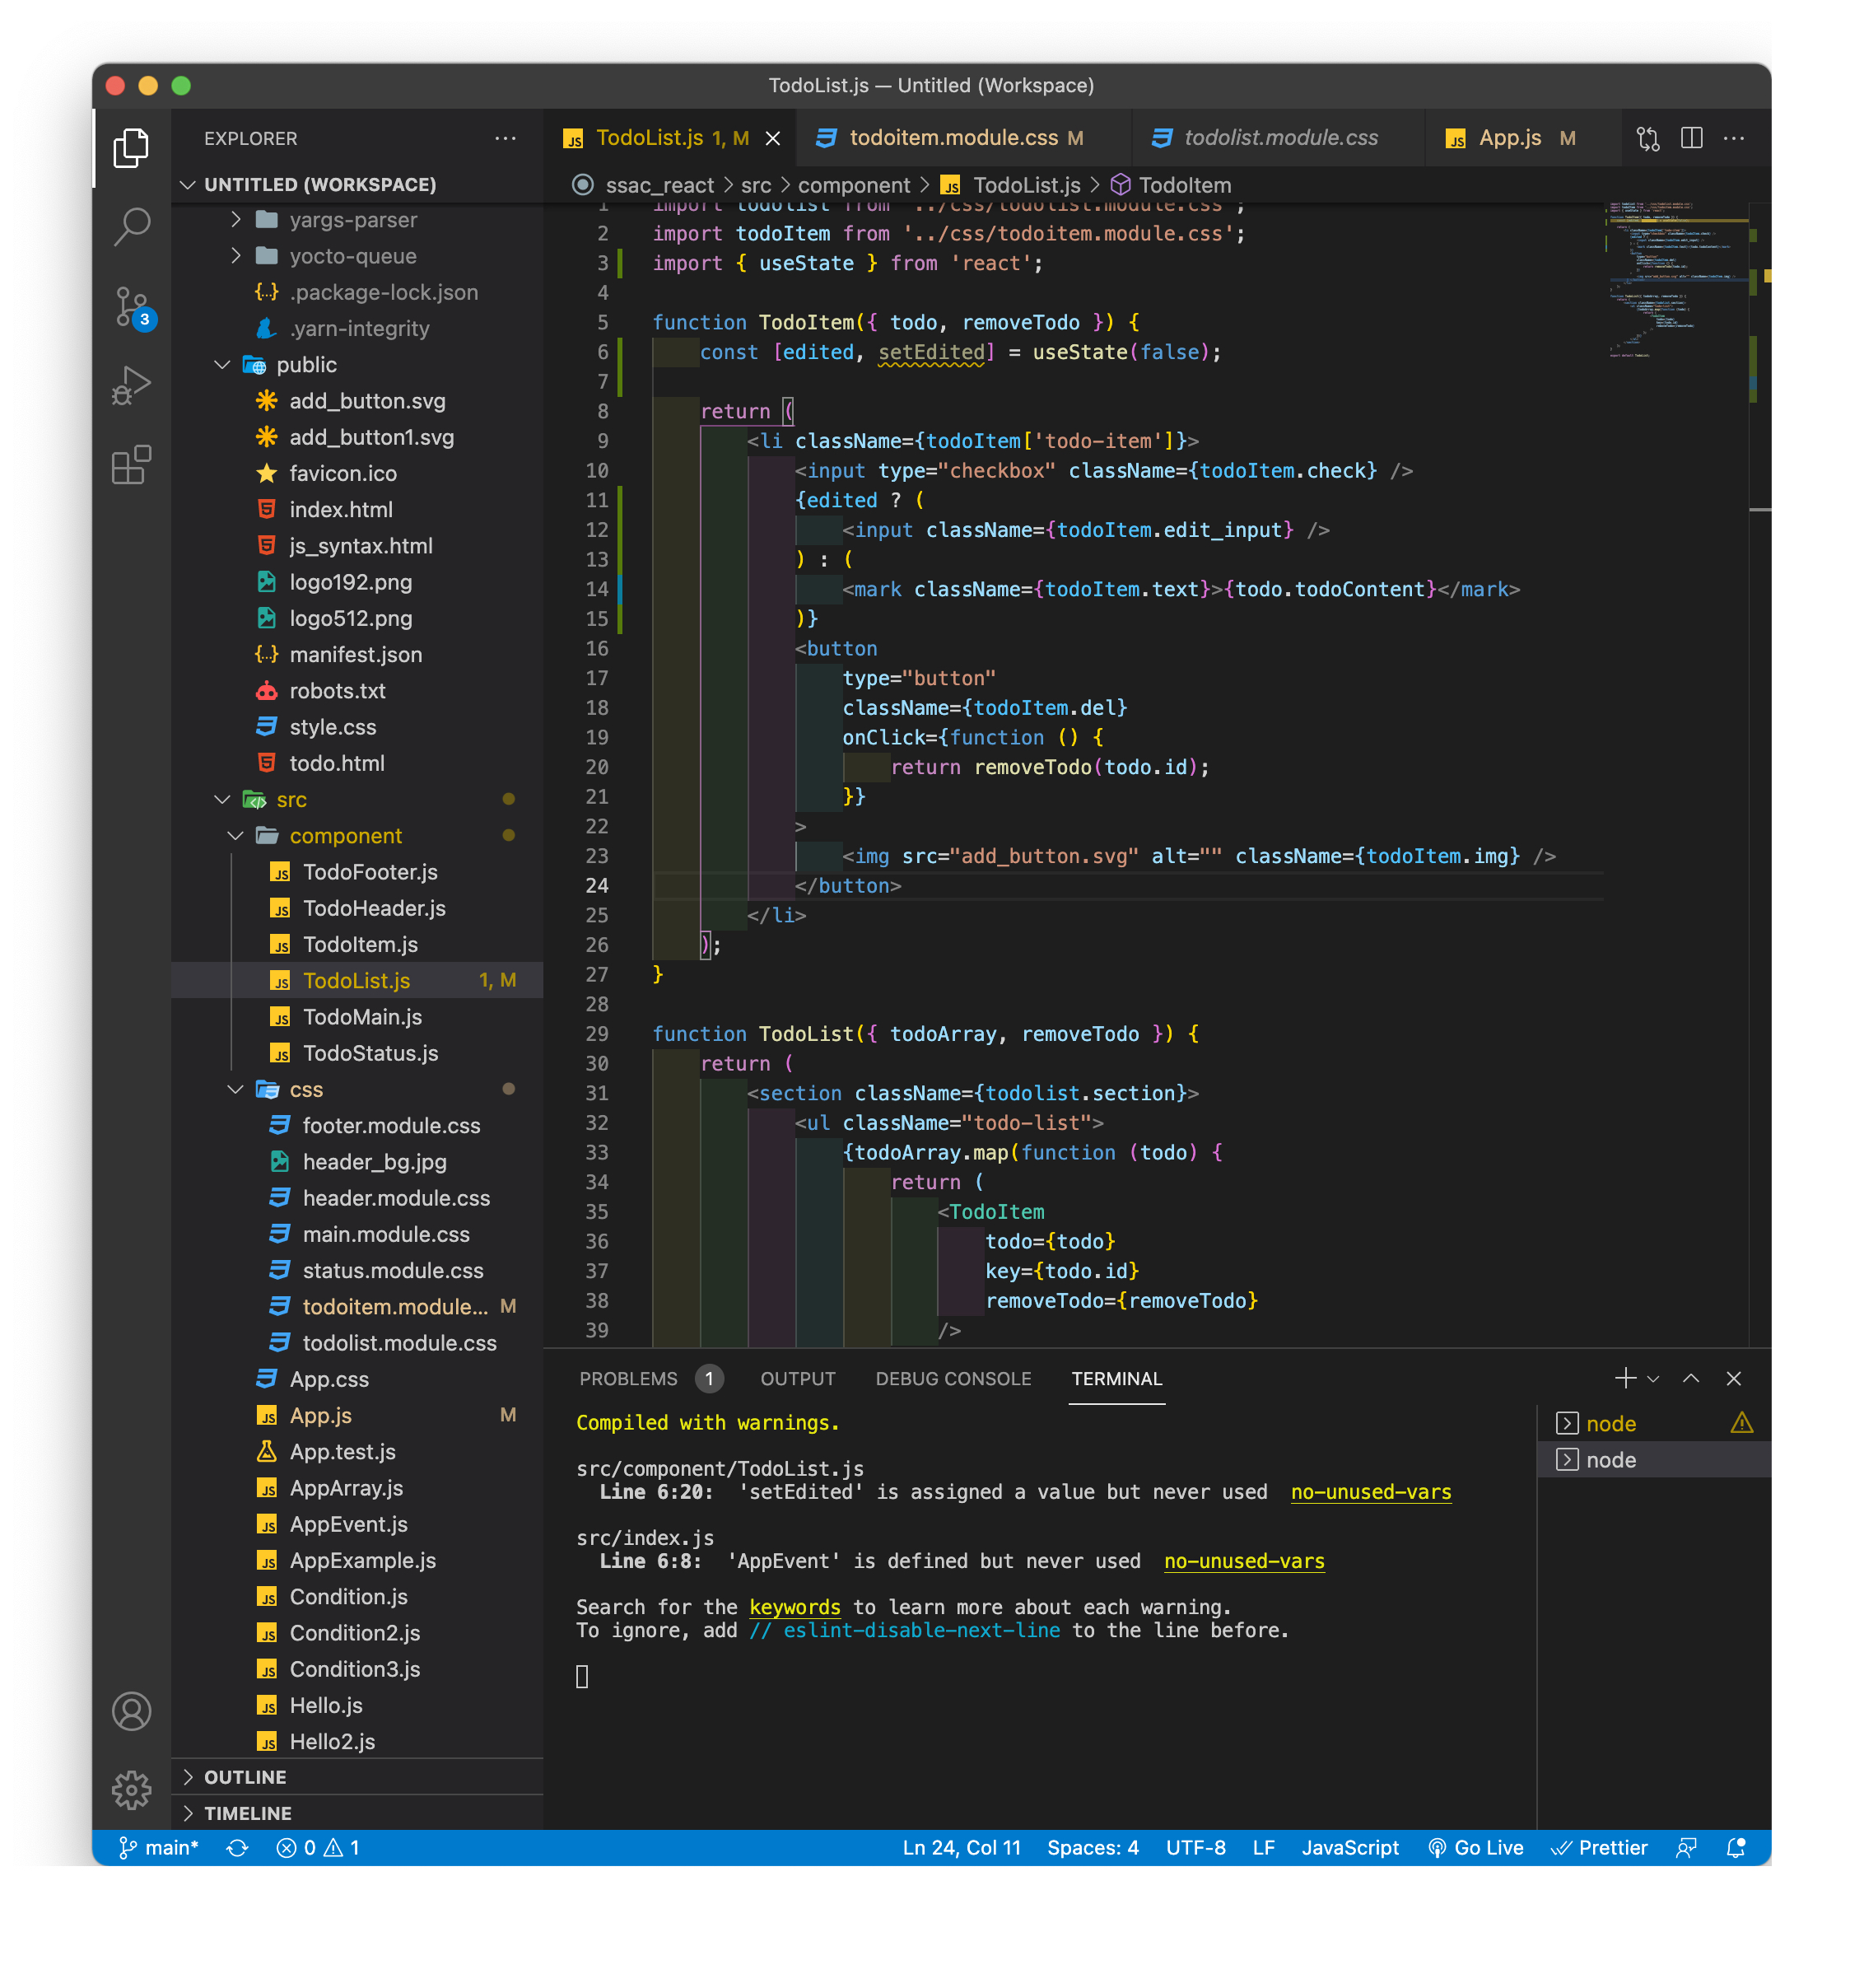 TodoList.js — Untitled (Workspace)
EXPLORER
UNTITLED (WORKSPACE)
yargs-parser
yocto-queue
.package-lock.json
.yarn-integrity
public
add_button.svg
add_button1.svg
favicon.ico
index.html
js_syntax.html
logo192.png
logo512.png
manifest.json
robots.txt
style.css
todo.html
src
component
TodoFooter.js
TodoHeader.js
TodoItem.js
TodoList.js 1, M
TodoMain.js
TodoStatus.js
css
footer.module.css
header_bg.jpg
header.module.css
main.module.css
status.module.css
todoitem.module... M
todolist.module.css
App.css
App.js M
App.test.js
AppArray.js
AppEvent.js
AppExample.js
Condition.js
Condition2.js
Condition3.js
Hello.js
Hello2.js
OUTLINE
TIMELINE
3
TodoList.js 1, M
todoitem.module.css M
todolist.module.css
App.js M
ssac_react > src > component > TodoList.js > TodoItem
1 import todolist from '../css/todolist.module.css';
2 import todoItem from '../css/todoitem.module.css';
3 import { useState } from 'react';
4
5 function TodoItem({ todo, removeTodo }) {
6 const [edited, setEdited] = useState(false);
7
8 return (
9 <li className={todoItem['todo-item']}>
10 <input type="checkbox" className={todoItem.check} />
11 {edited ? (
12 <input className={todoItem.edit_input} />
13 ) : (
14 <mark className={todoItem.text}>{todo.todoContent}</mark>
15 )}
16 <button
17 type="button"
18 className={todoItem.del}
19 onClick={function () {
20 return removeTodo(todo.id);
21 }}
22 >
23 <img src="add_button.svg" alt="" className={todoItem.img} />
24 </button>
25 </li>
26 );
27 }
28
29 function TodoList({ todoArray, removeTodo }) {
30 return (
31 <section className={todolist.section}>
32 <ul className="todo-list">
33 {todoArray.map(function (todo) {
34 return (
35 <TodoItem
36 todo={todo}
37 key={todo.id}
38 removeTodo={removeTodo}
39 />
PROBLEMS 1 OUTPUT DEBUG CONSOLE TERMINAL
Compiled with warnings.
src/component/TodoList.js
Line 6:20: 'setEdited' is assigned a value but never used no-unused-vars
src/index.js
Line 6:8: 'AppEvent' is defined but never used no-unused-vars
Search for the keywords to learn more about each warning.
To ignore, add // eslint-disable-next-line to the line before.
node
node
main* 0 1 Ln 24, Col 11 Spaces: 4 UTF-8 LF JavaScript Go Live Prettier